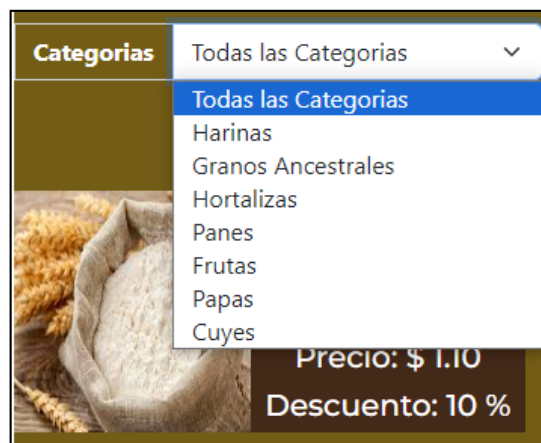 Categorias Todas las Categorias
Todas las Categorias
Harinas
Granos Ancestrales
Hortalizas
Panes
Frutas
Papas
Cuyes
Precio: $ 1.10
Descuento: 10 %